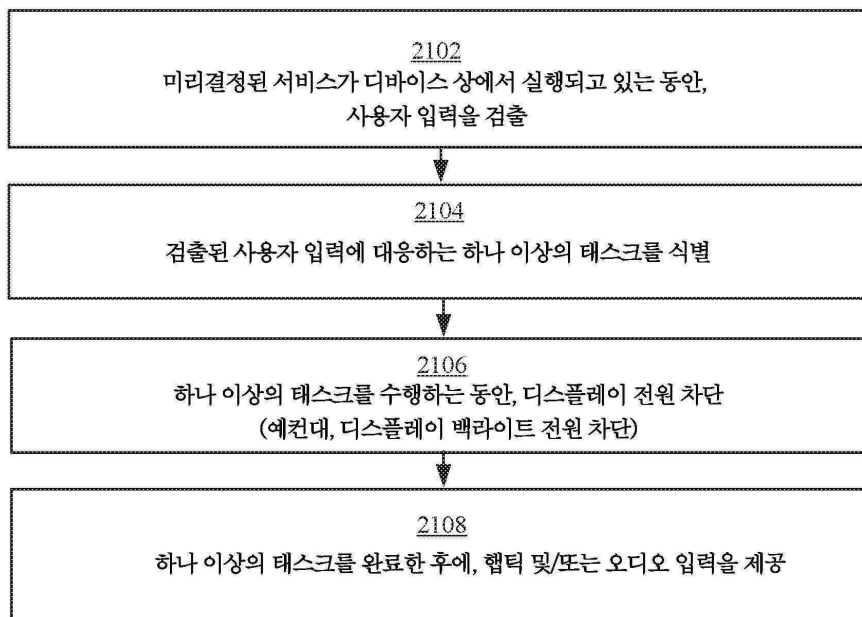 2102
미리결정된 서비스가 디바이스 상에서 실행되고 있는 동안,
사용자 입력을 검출
2104
검출된 사용자 입력에 대응하는 하나 이상의 태스크를 식별
2106
하나 이상의 태스크를 수행하는 동안, 디스플레이 전원 차단
(예컨대, 디스플레이 백라이트 전원 차단)
2108
하나 이상의 태스크를 완료한 후에, 햅틱 및/또는 오디오 입력을 제공